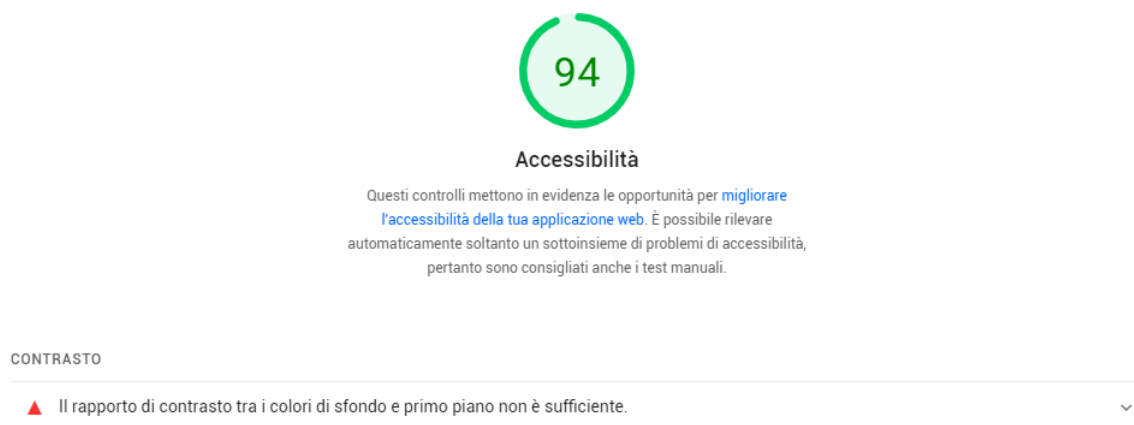 94
Accessibilità
Questi controlli mettono in evidenza le opportunità per migliorare
l'accessibilità della tua applicazione web. È possibile rilevare
automaticamente soltanto un sottoinsieme di problemi di accessibilità,
pertanto sono consigliati anche i test manuali.
CONTRASTO
Il rapporto di contrasto tra i colori di sfondo e primo piano non è sufficiente.